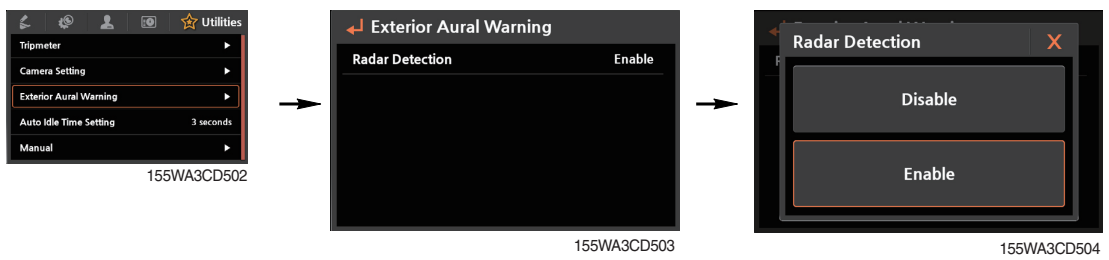 Utilities
Tripmeter
Camera Setting
Exterior Aural Warning
Auto Idle Time Setting 3 seconds
Manual
155WA3CD502
Exterior Aural Warning
Radar Detection Enable
155WA3CD503
Radar Detection X
Disable
Enable
155WA3CD504